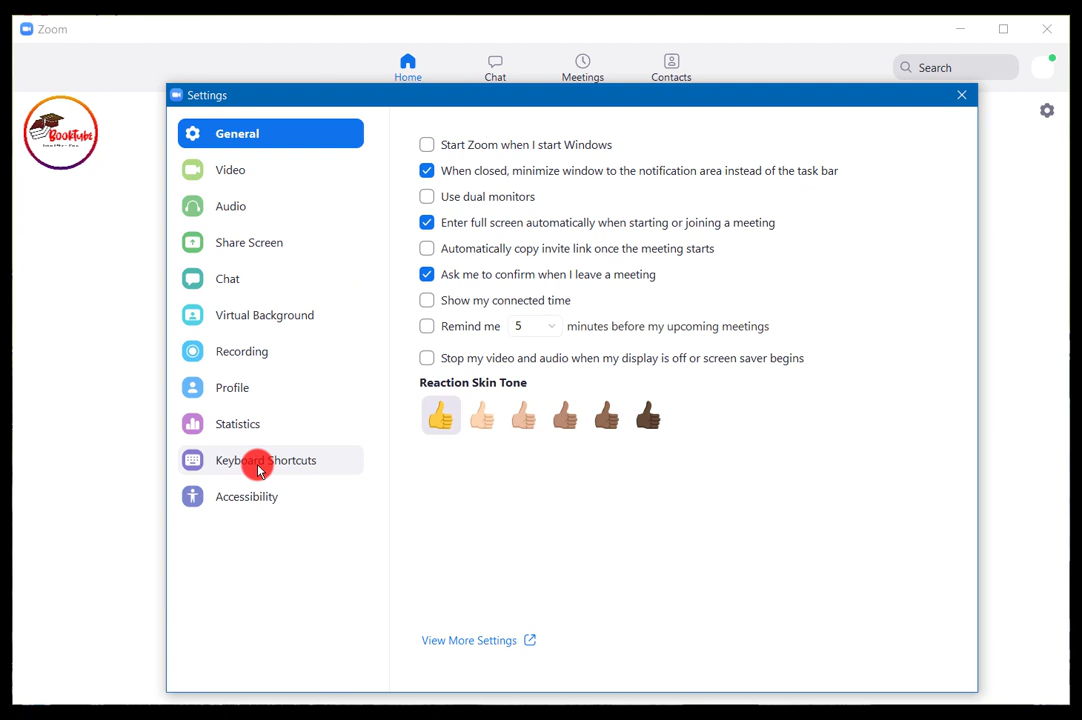 Zoom
Home
Chat
Meetings
Contacts
Search
BookTube
Settings
General
Video
Audio
Share Screen
Chat
Virtual Background
Recording
Profile
Statistics
Keyboard Shortcuts
Accessibility
Start Zoom when I start Windows
When closed, minimize window to the notification area instead of the task bar
Use dual monitors
Enter full screen automatically when starting or joining a meeting
Automatically copy invite link once the meeting starts
Ask me to confirm when I leave a meeting
Show my connected time
Remind me 5 minutes before my upcoming meetings
Stop my video and audio when my display is off or screen saver begins
Reaction Skin Tone
View More Settings